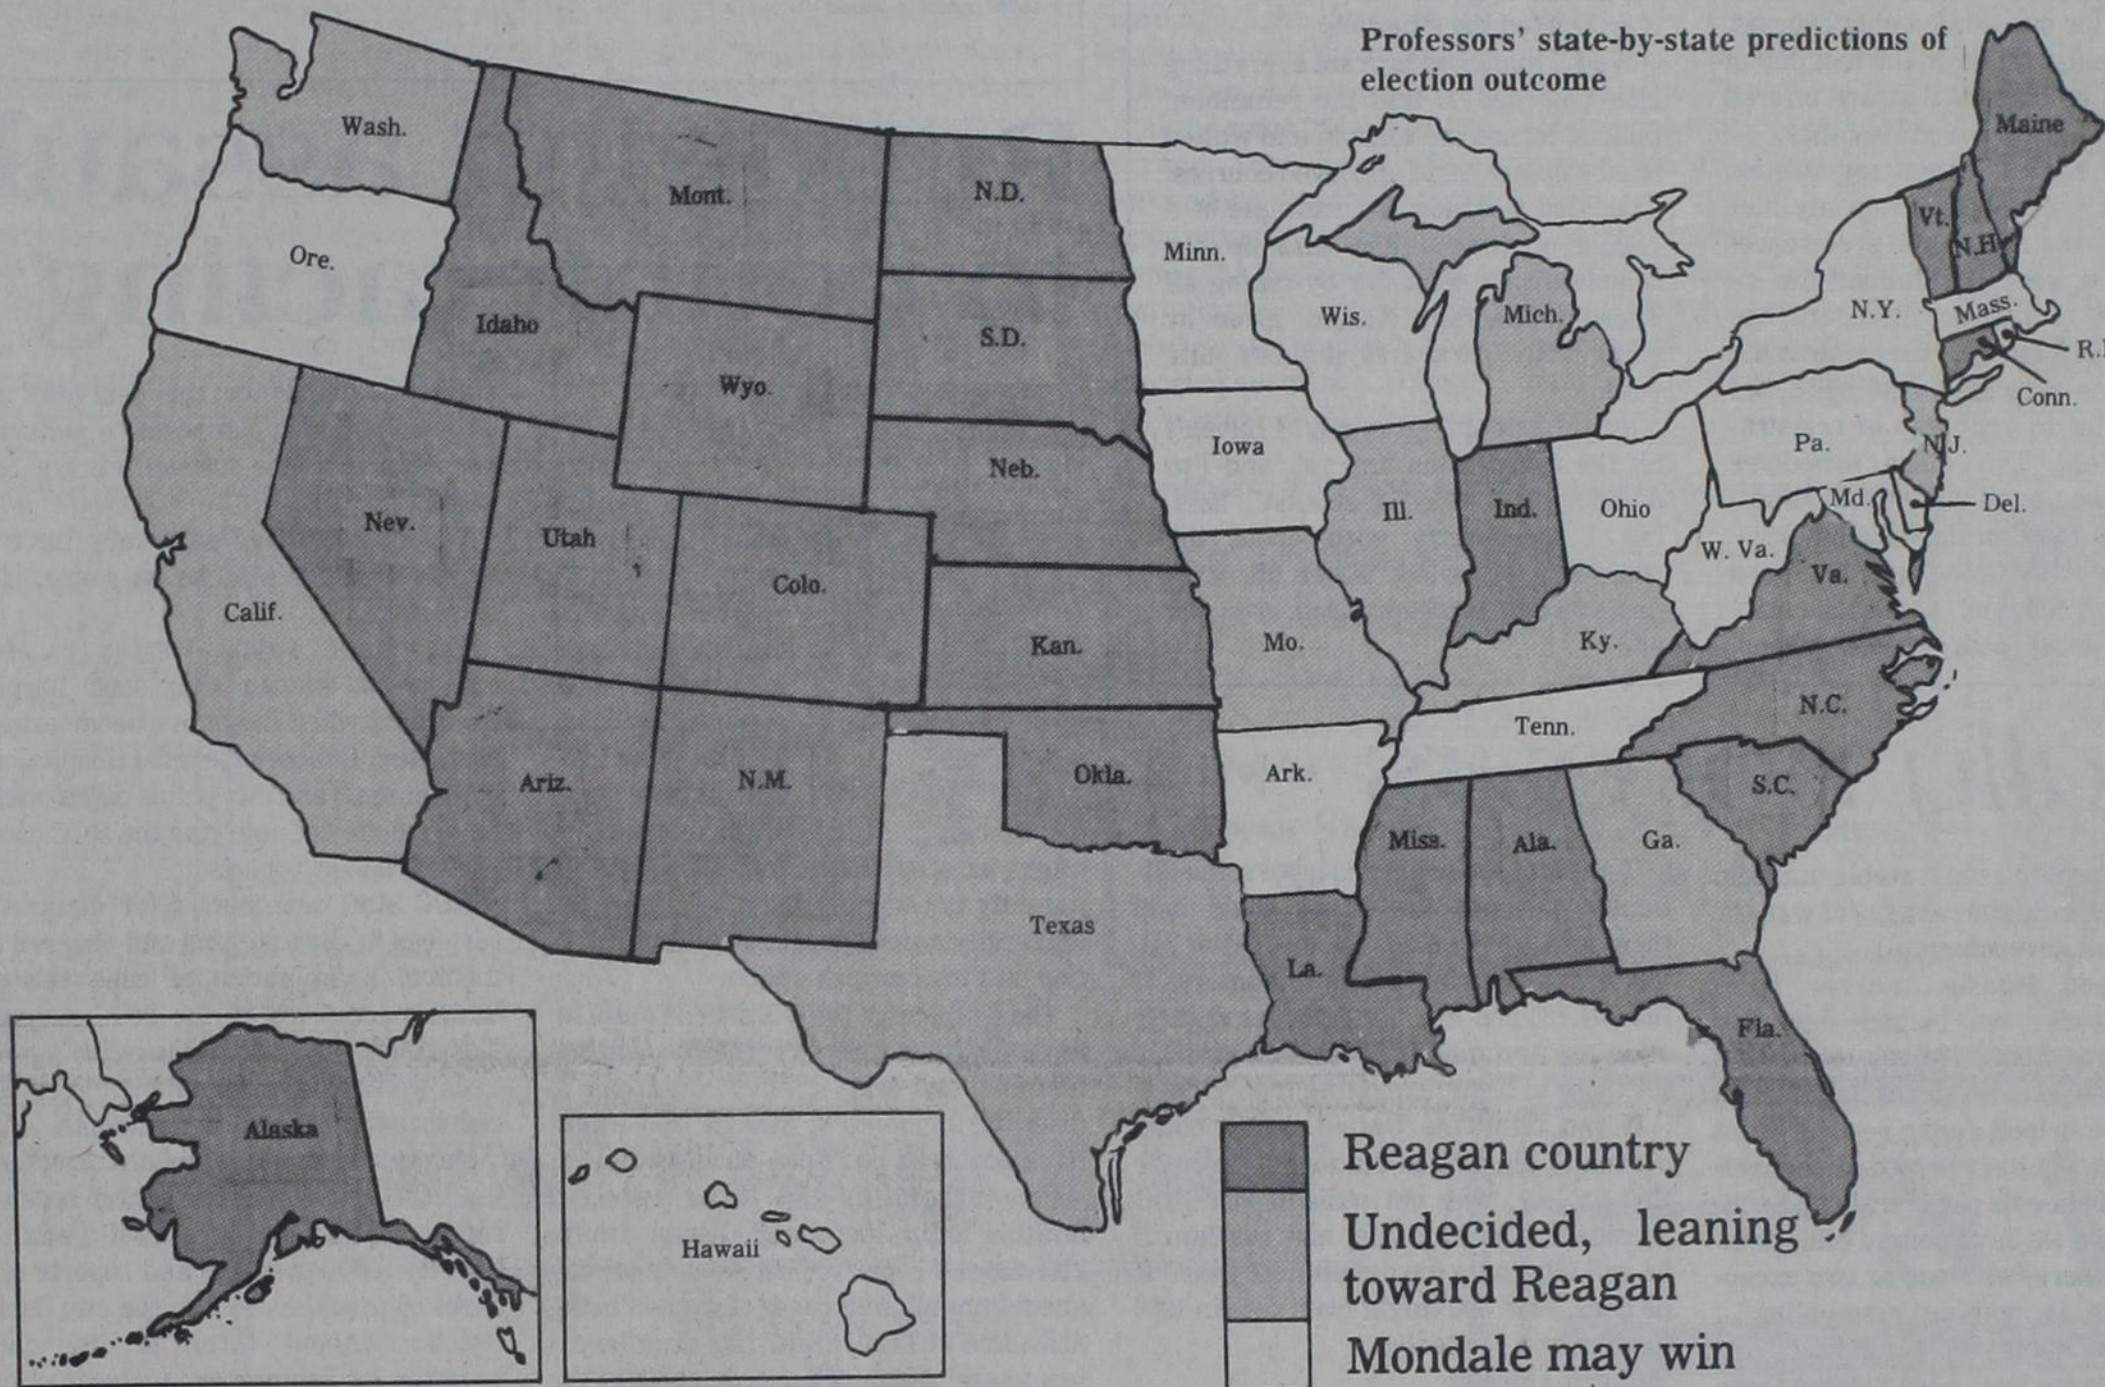 Professors' state-by-state predictions of
election outcome
Wash.
Ore.
Calif.
Idaho
Nev.
Mont.
Wyo.
Utah
Colo.
Ariz.
N.M.
N.D.
S.D.
Neb.
Kan.
Okla.
Texas
Minn.
Iowa
Mo.
Ark.
La.
Wis.
Ill.
Mich.
Ind.
Ohio
Ky.
Tenn.
Miss.
Ala.
Ga.
Fla.
S.C.
N.C.
Va.
W. Va.
Md.
Del.
Pa.
N.J.
N.Y.
Conn.
R.I
Mass.
Vt.
N.H.
Maine
Alaska
Hawaii
Reagan country
Undecided, leaning
toward Reagan
Mondale may win